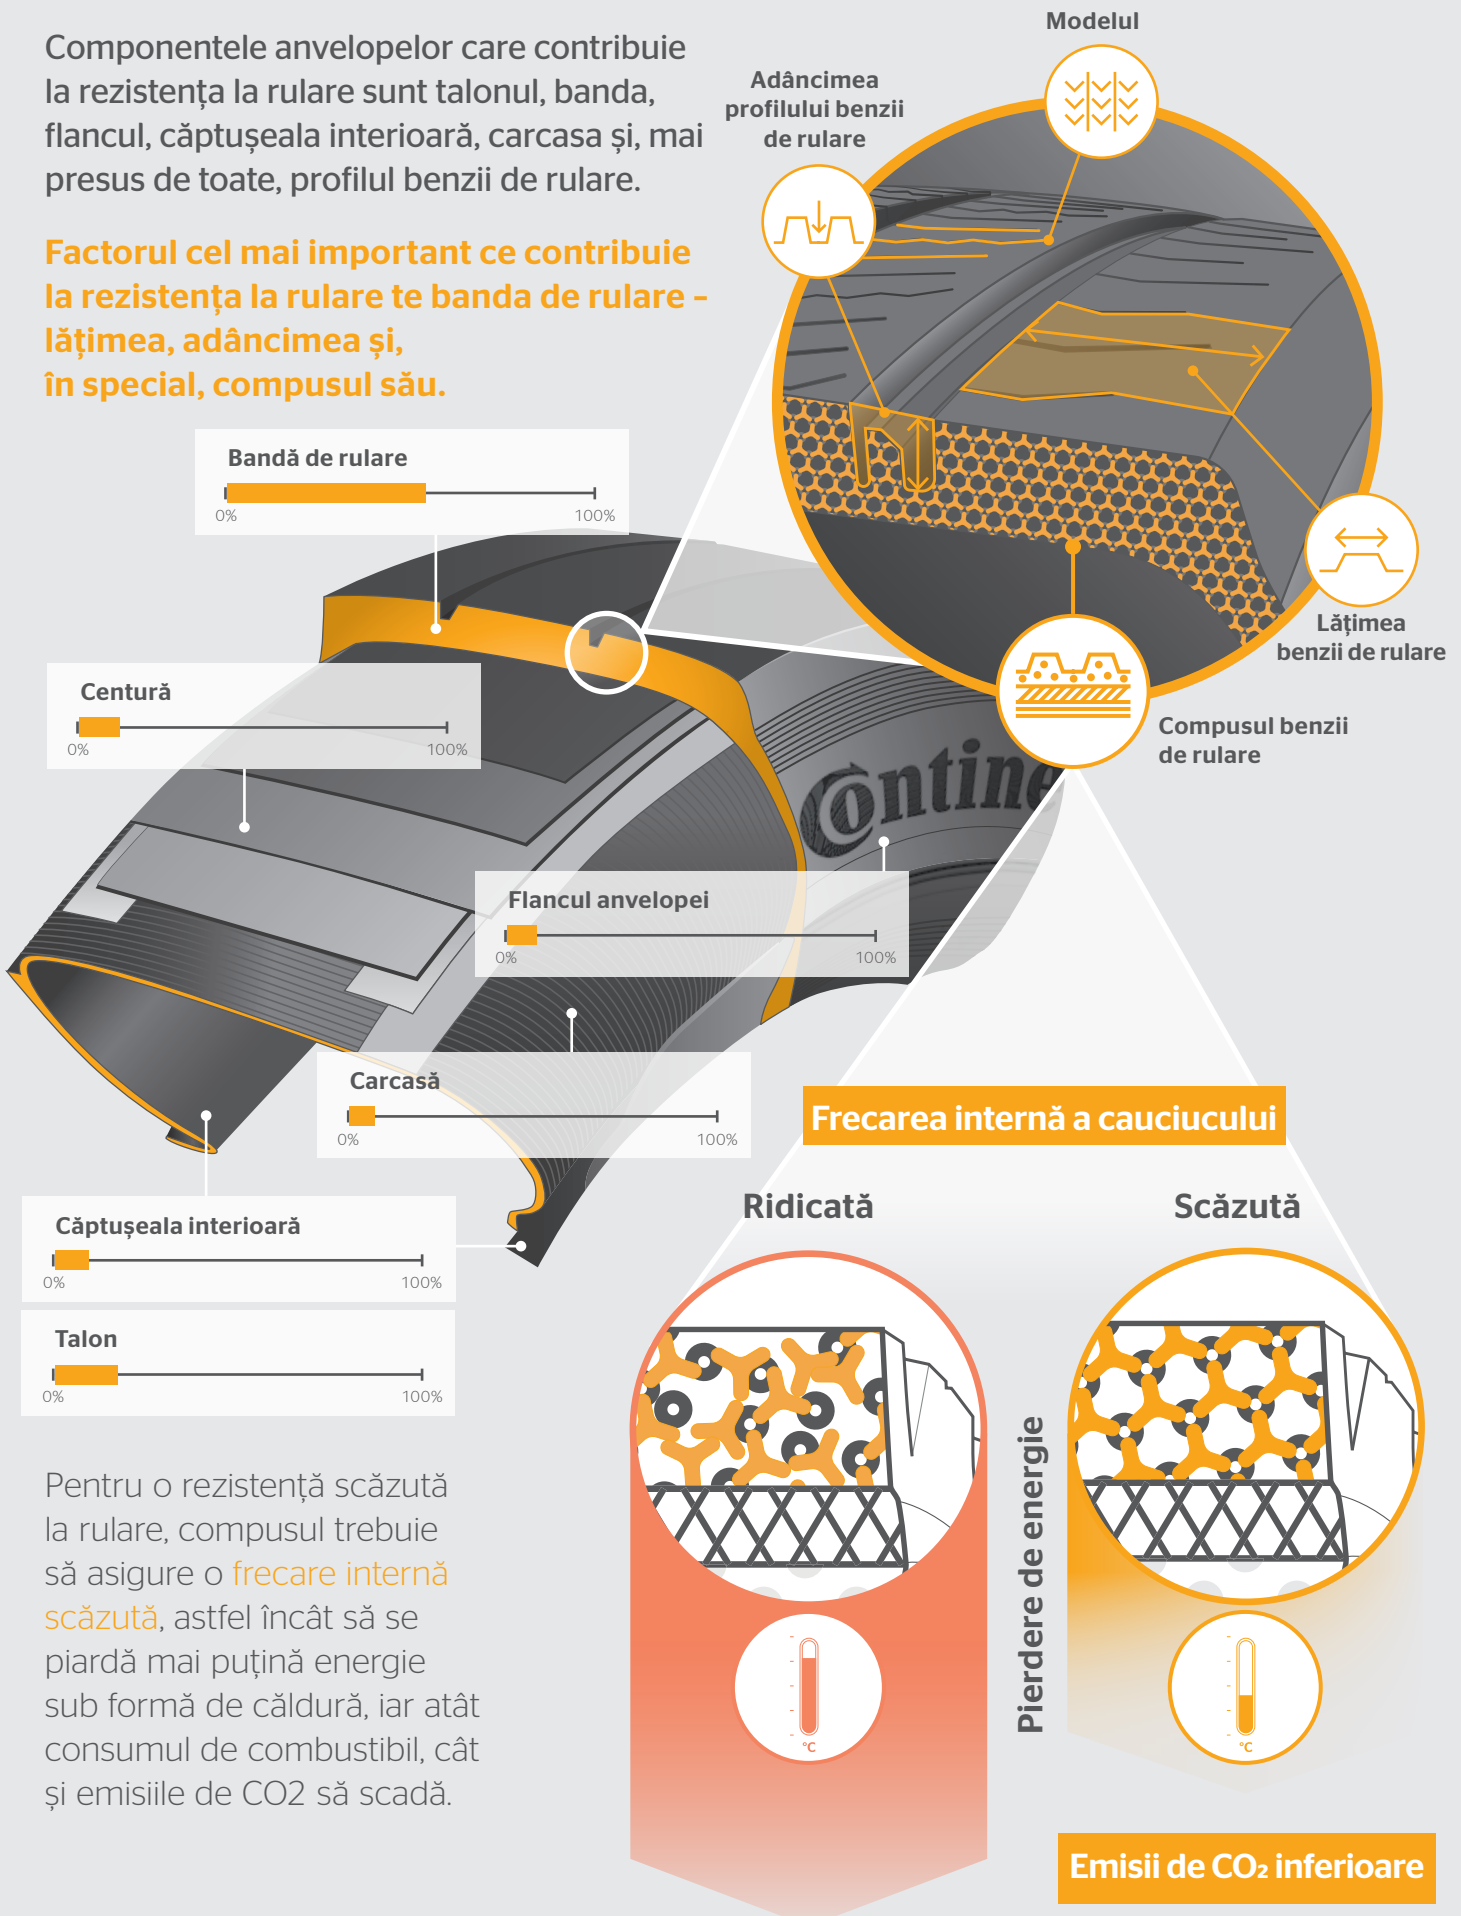 Componentele anvelopelor care contribuie
la rezistența la rulare sunt talonul, banda,
flancul, căptușeala interioară, carcasa și, mai
presus de toate, profilul benzii de rulare.
Factorul cel mai important ce contribuie
la rezistența la rulare te banda de rulare –
lățimea, adâncimea și,
în special, compusul său.
Modelul
Adâncimea
profilului benzii
de rulare
Lățimea
benzii de rulare
Compusul benzii
de rulare
Bandă de rulare
0% 100%
Centură
0% 100%
Contine
Flancul anvelopei
0% 100%
Carcasă
0% 100%
Căptușeala interioară
0% 100%
Talon
0% 100%
Frecarea internă a cauciucului
Ridicată Scăzută
Pierdere de energie
°C °C
Pentru o rezistență scăzută
la rulare, compusul trebuie
să asigure o frecare internă
scăzută, astfel încât să se
piardă mai puțină energie
sub formă de căldură, iar atât
consumul de combustibil, cât
și emisiile de CO2 să scadă.
Emisii de CO₂ inferioare